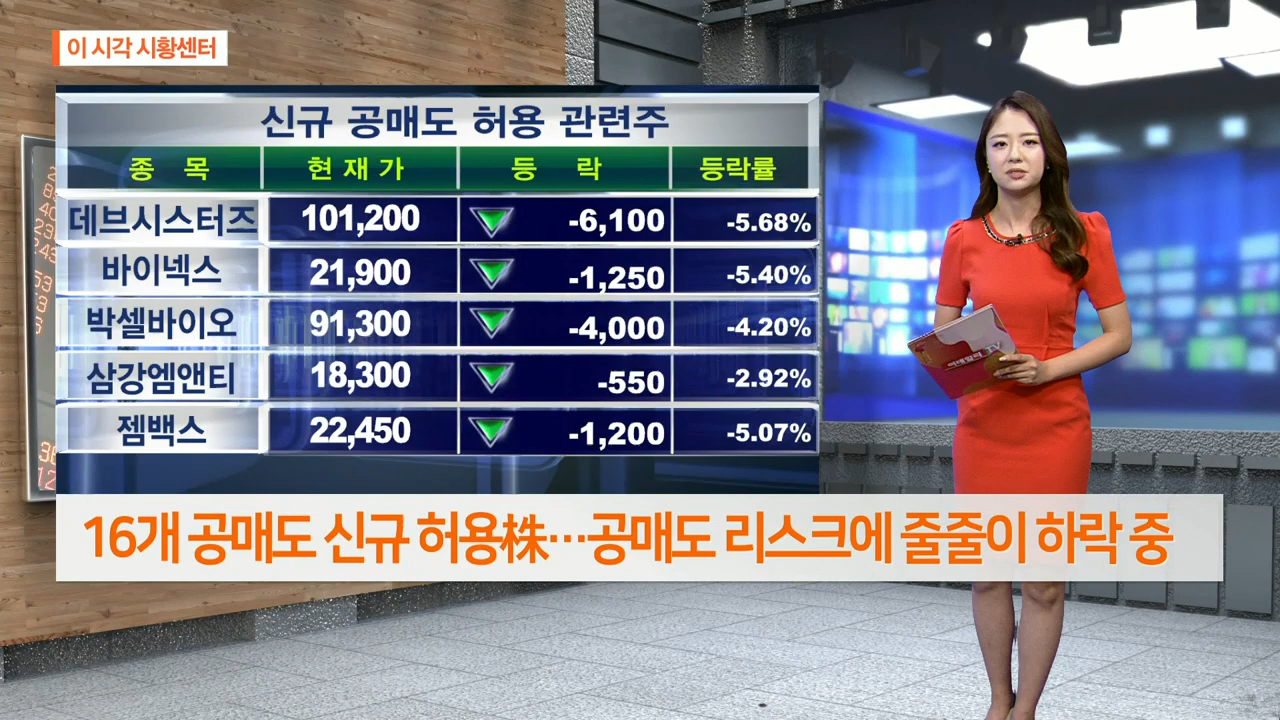 이 시각 시황센터
신규 공매도 허용 관련주
종 목 현 재 가 등 락 등락률
데브시스터즈 101,200 ▼ -6,100 -5.68%
바이넥스 21,900 ▼ -1,250 -5.40%
박셀바이오 91,300 ▼ -4,000 -4.20%
삼강엠앤티 18,300 ▼ -550 -2.92%
젬백스 22,450 ▼ -1,200 -5.07%
16개 공매도 신규 허용株…공매도 리스크에 줄줄이 하락 중
이데일리 TV